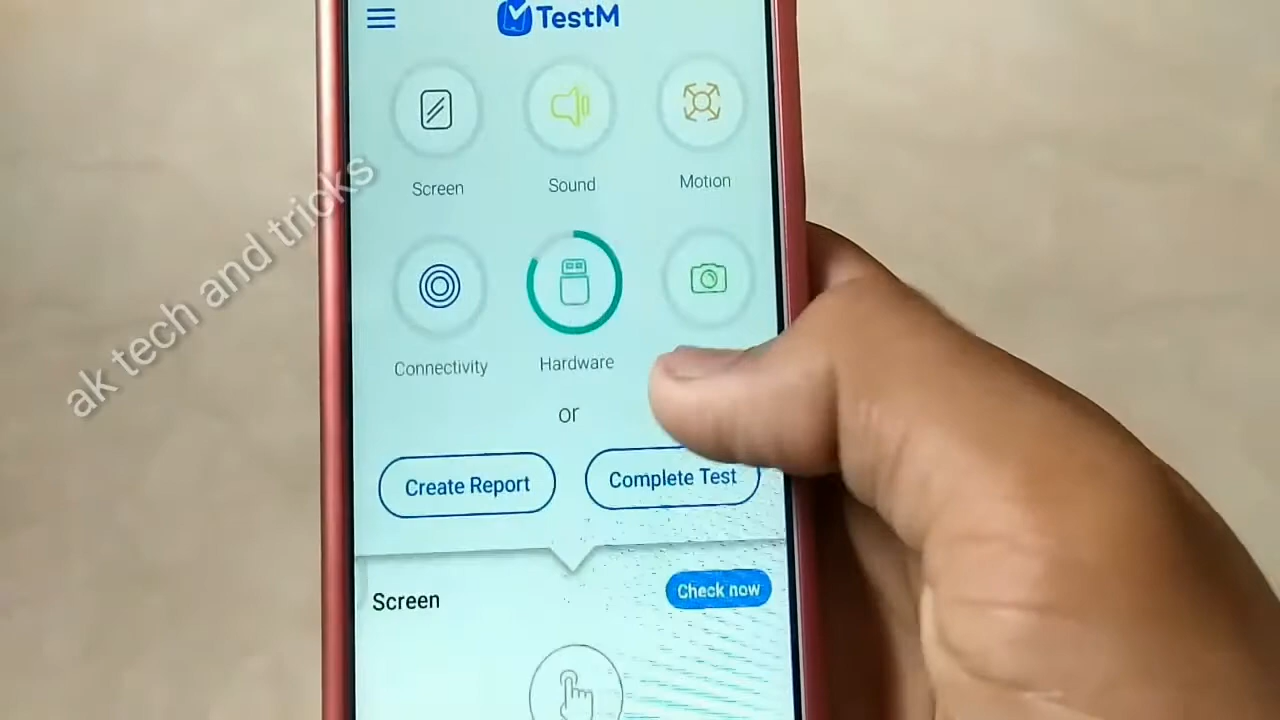 TestM
Screen
Sound
Motion
ak tech and tricks
Connectivity
Hardware
or
Create Report
Complete Test
Screen
Check now